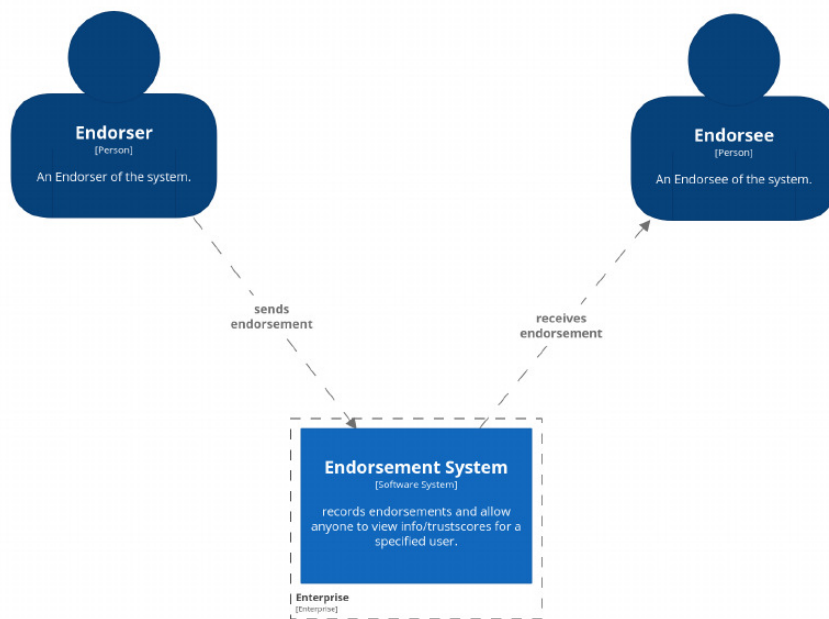 Endorser
[Person]
An Endorser of the system.
Endorsee
[Person]
An Endorsee of the system.
sends
endorsement
receives
endorsement
Endorsement System
[Software System]
records endorsements and allow
anyone to view info/trustscores for a
specified user.
Enterprise
[Enterprise]